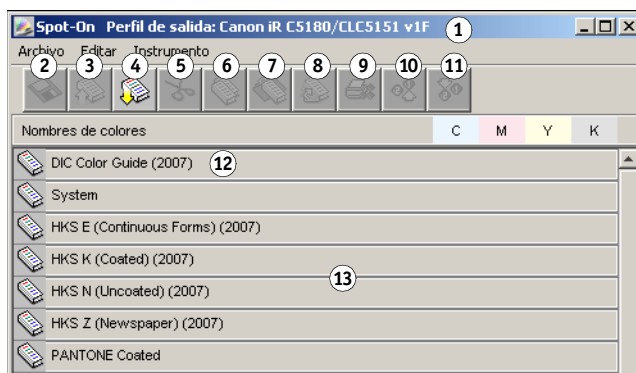 Spot-On Perfil de salida: Canon iR C5180/CLC5151 v1F 1
Archivo Editar Instrumento
2 3 4 5 6 7 8 9 10 11
Nombres de colores C M Y K
DIC Color Guide (2007) 12
System
HKS E (Continuous Forms) (2007)
HKS K (Coated) (2007)
13
HKS N (Uncoated) (2007)
HKS Z (Newspaper) (2007)
PANTONE Coated